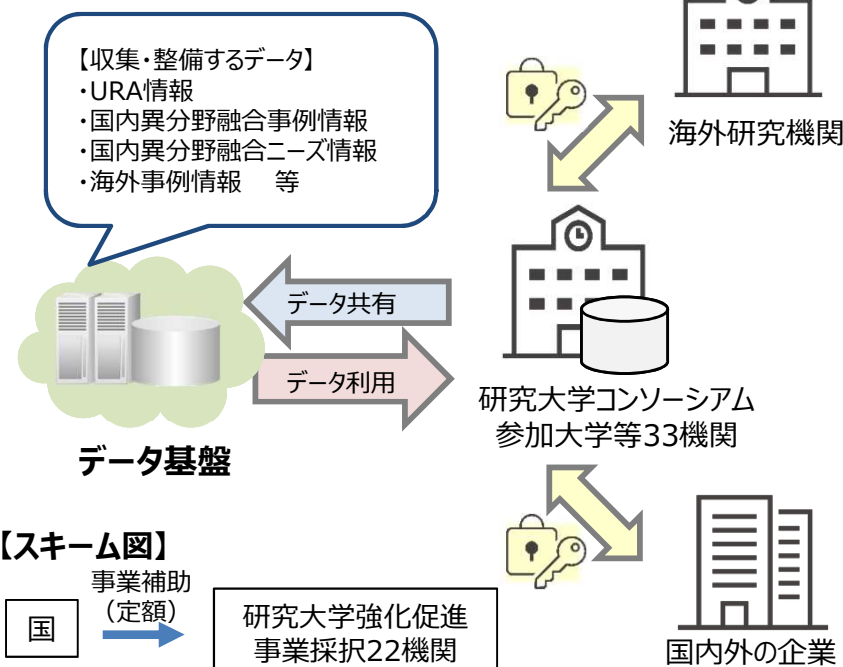 【収集・整備するデータ】
・URA情報
・国内異分野融合事例情報
・国内異分野融合ニーズ情報
・海外事例情報　等
海外研究機関
データ共有
データ利用
研究大学コンソーシアム
参加大学等33機関
データ基盤
【スキーム図】
事業補助
（定額）
国
研究大学強化促進
事業採択22機関
国内外の企業